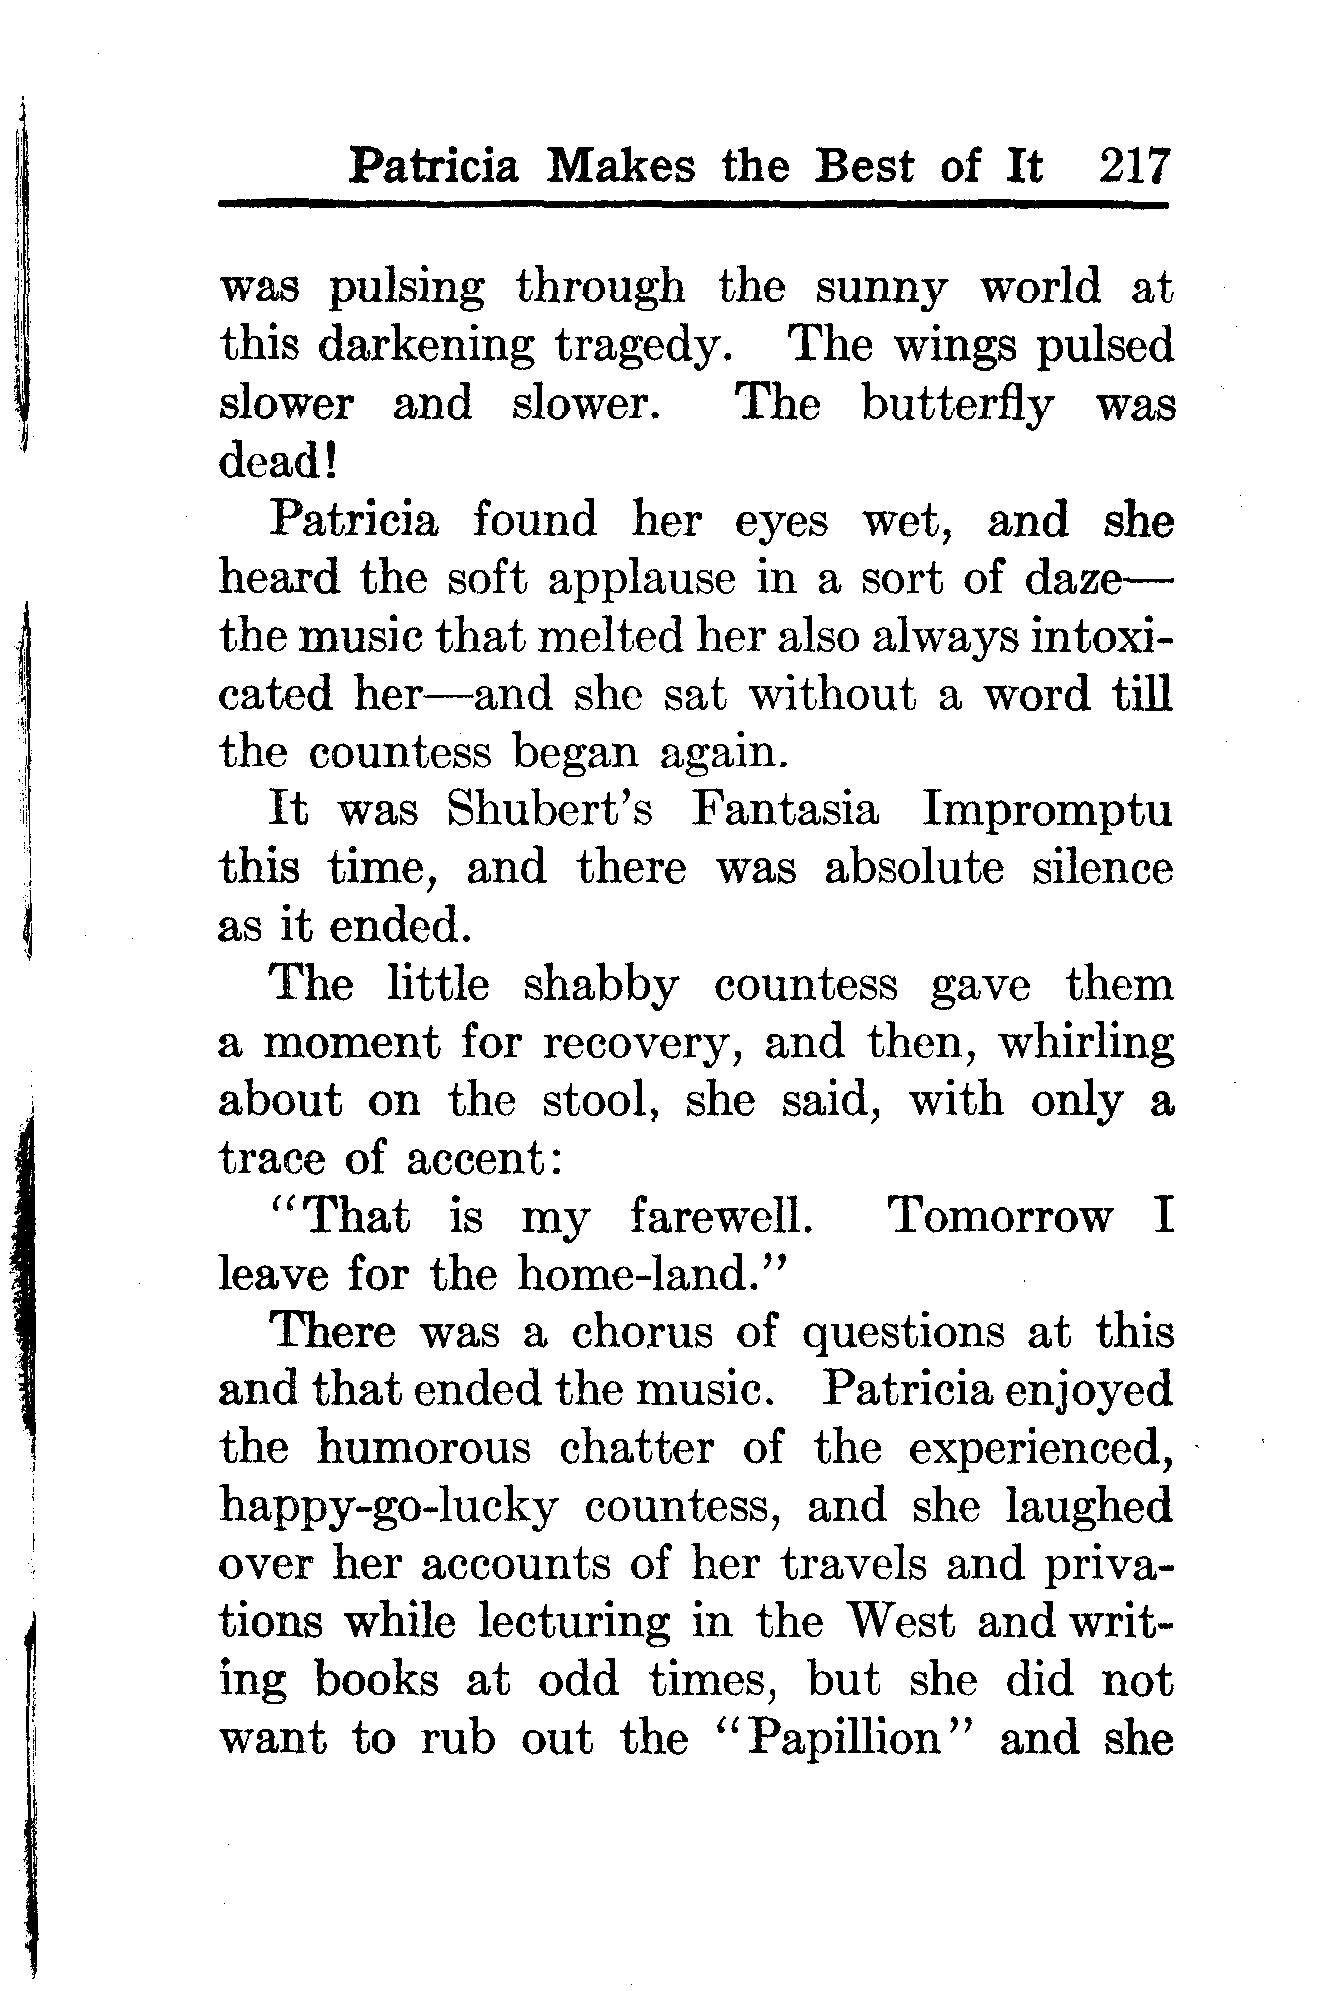 Patricia Makes the Best of It 217
was pulsing through the sunny world at
this darkening tragedy. The wings pulsed
slower and slower. The butterfly was
dead!
Patricia found her eyes wet, and she
heard the soft applause in a sort of daze—
the music that melted her also always intoxi-
cated her—and she sat without a word till
the countess began again.
It was Shubert's Fantasia Impromptu
this time, and there was absolute silence
as it ended.
The little shabby countess gave them
a moment for recovery, and then, whirling
about on the stool, she said, with only a
trace of accent:
"That is my farewell. Tomorrow I
leave for the home-land."
There was a chorus of questions at this
and that ended the music. Patricia enjoyed
the humorous chatter of the experienced,
happy-go-lucky countess, and she laughed
over her accounts of her travels and priva-
tions while lecturing in the West and writ-
ing books at odd times, but she did not
want to rub out the "Papillion" and she